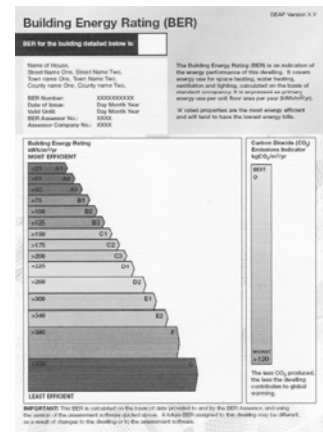 DEAP Version X.Y
Building Energy Rating (BER)
BER for the building detailed below is:
Name of House,
Street Name One, Street Name Two,
Town name One, Town Name Two,
County name One, County name Two,
BER Number: XXXXXXXXXX
Date of Issue: Day Month Year
Valid Until: Day Month Year
BER Assessor No.: XXXX
Assessor Company No.: XXXX
The Building Energy Rating (BER) is an indication of
the energy performance of this dwelling. It covers
energy use for space heating, water heating,
ventilation and lighting, calculated on the basis of
standard occupancy. It is expressed as primary
energy use per unit floor area per year (kWh/m²/yr).
'A' rated properties are the most energy efficient
and will tend to have the lowest energy bills.
Building Energy Rating
kWh/m²/yr
MOST EFFICIENT
A1
A2
A3
>75 B1
>100 B2
>125 B3
>150 C1
>175 C2
>200 C3
>225 D1
>260 D2
>300 E1
>340 E2
>380 F
G
LEAST EFFICIENT
Carbon Dioxide (CO₂)
Emissions Indicator
kgCO₂/m²/yr
BEST
0
WORST
>120
The less CO₂ produced,
the less the dwelling
contributes to global
warming.
IMPORTANT: This BER is calculated on the basis of data provided to and by the BER Assessor, and using
the version of the assessment software quoted above. A future BER assigned to this dwelling may be different,
as a result of changes to the dwelling or to the assessment software.